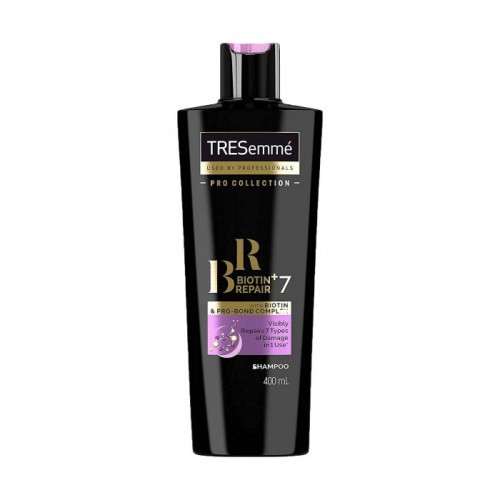 TRESemmé
USED BY PROFESSIONALS
PRO COLLECTION
BR
BIOTIN+7
REPAIR
with BIOTIN
& PRO-BOND
Visibly
Repairs 7 Types
of Damage
in 1 Use*
SHAMPOO
400 mL